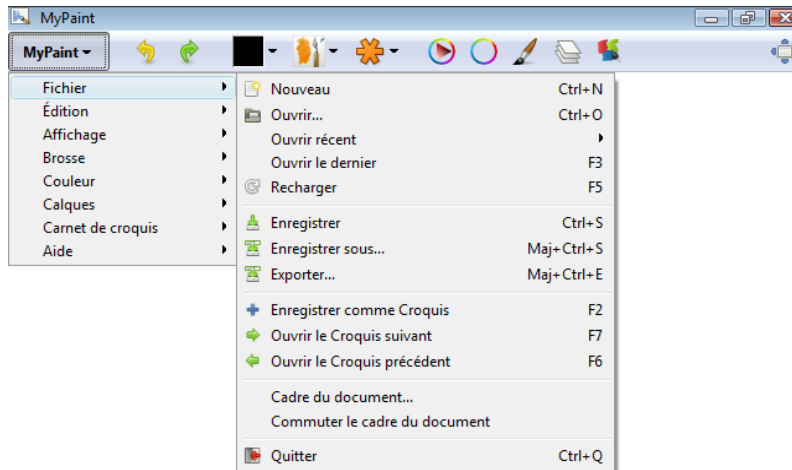 MyPaint
MyPaint
Fichier
Édition
Affichage
Brosse
Couleur
Calques
Carnet de croquis
Aide
Nouveau Ctrl+N
Ouvrir... Ctrl+O
Ouvrir récent
Ouvrir le dernier F3
Recharger F5
Enregistrer Ctrl+S
Enregistrer sous... Maj+Ctrl+S
Exporter... Maj+Ctrl+E
Enregistrer comme Croquis F2
Ouvrir le Croquis suivant F7
Ouvrir le Croquis précédent F6
Cadre du document...
Commuter le cadre du document
Quitter Ctrl+Q